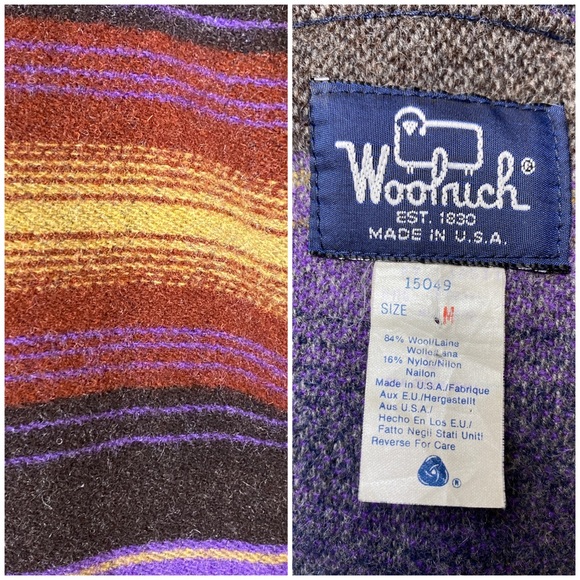 Woolrich®
EST. 1830
MADE IN U.S.A.
15049
SIZE M
84% Wool/Laine
Wolle/Lana
16% Nylon/Nilon
Nailon
Made in U.S.A./Fabrique
Aux E.U./Hergestellt
Aus U.S.A./
Hecho En Los E.U./
Fatto Negli Stati Uniti
Reverse For Care
®